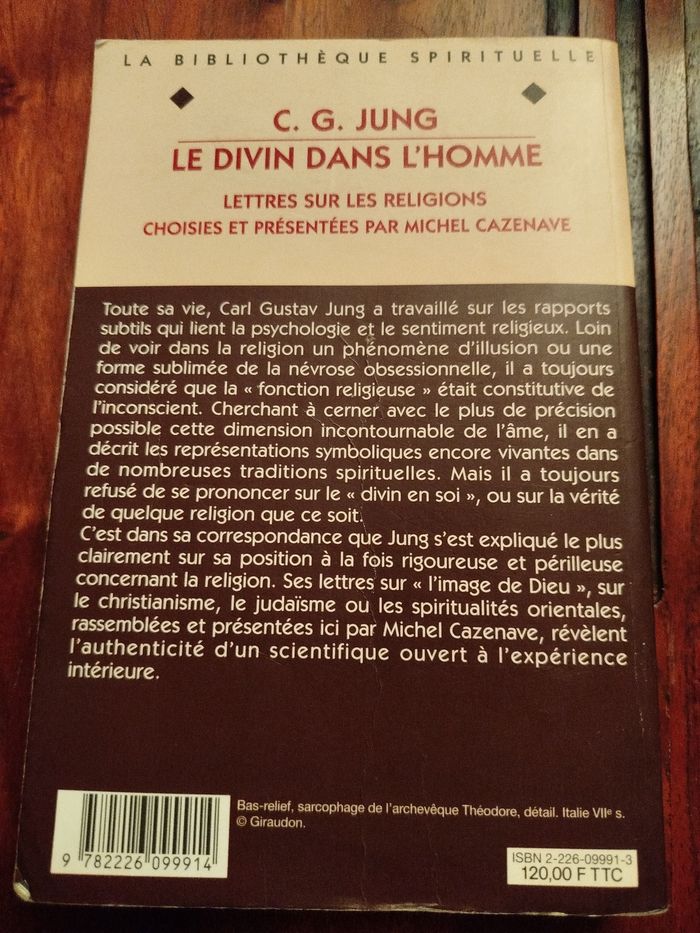 LA BIBLIOTHÈQUE SPIRITUELLE
C. G. JUNG
LE DIVIN DANS L'HOMME
LETTRES SUR LES RELIGIONS
CHOISIES ET PRÉSENTÉES PAR MICHEL CAZENAVE
Toute sa vie, Carl Gustav Jung a travaillé sur les rapports
subtils qui lient la psychologie et le sentiment religieux. Loin
de voir dans la religion un phénomène d'illusion ou une
forme sublimée de la névrose obsessionnelle, il a toujours
considéré que la « fonction religieuse » était constitutive de
l'inconscient. Cherchant à cerner avec le plus de précision
possible cette dimension incontournable de l'âme, il en a
décrit les représentations symboliques encore vivantes dans
de nombreuses traditions spirituelles. Mais il a toujours
refusé de se prononcer sur le « divin en soi », ou sur la vérité
de quelque religion que ce soit.
C'est dans sa correspondance que Jung s'est expliqué le plus
clairement sur sa position à la fois rigoureuse et périlleuse
concernant la religion. Ses lettres sur « l'image de Dieu », sur
le christianisme, le judaïsme ou les spiritualités orientales,
rassemblées et présentées ici par Michel Cazenave, révèlent
l'authenticité d'un scientifique ouvert à l'expérience
intérieure.
Bas-relief, sarcophage de l'archevêque Théodore, détail. Italie VIIe s.
© Giraudon.
9 782226 099914
ISBN 2-226-09991-3
120,00 F TTC